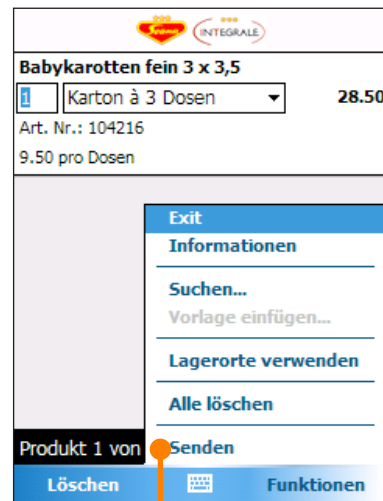 Scana INTEGRALE
Babykarotten fein 3 x 3,5
1 Karton à 3 Dosen 28.50
Art. Nr.: 104216
9.50 pro Dosen
Exit
Informationen
Suchen...
Vorlage einfügen...
Lagerorte verwenden
Alle löschen
Produkt 1 von Senden
Löschen Funktionen